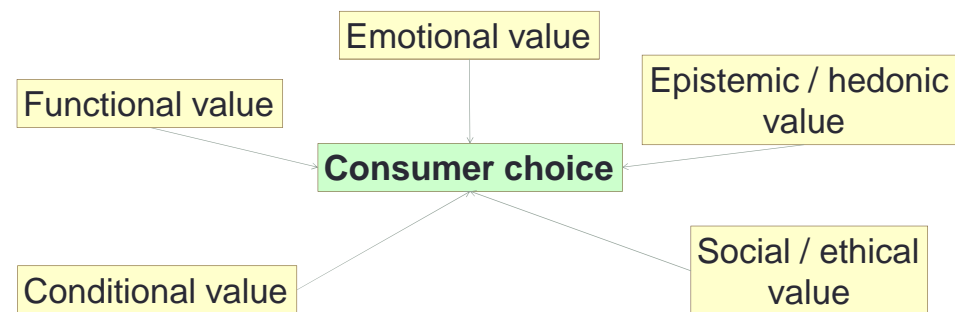 Emotional value
Functional value
Epistemic / hedonic
value
Consumer choice
Conditional value
Social / ethical
value